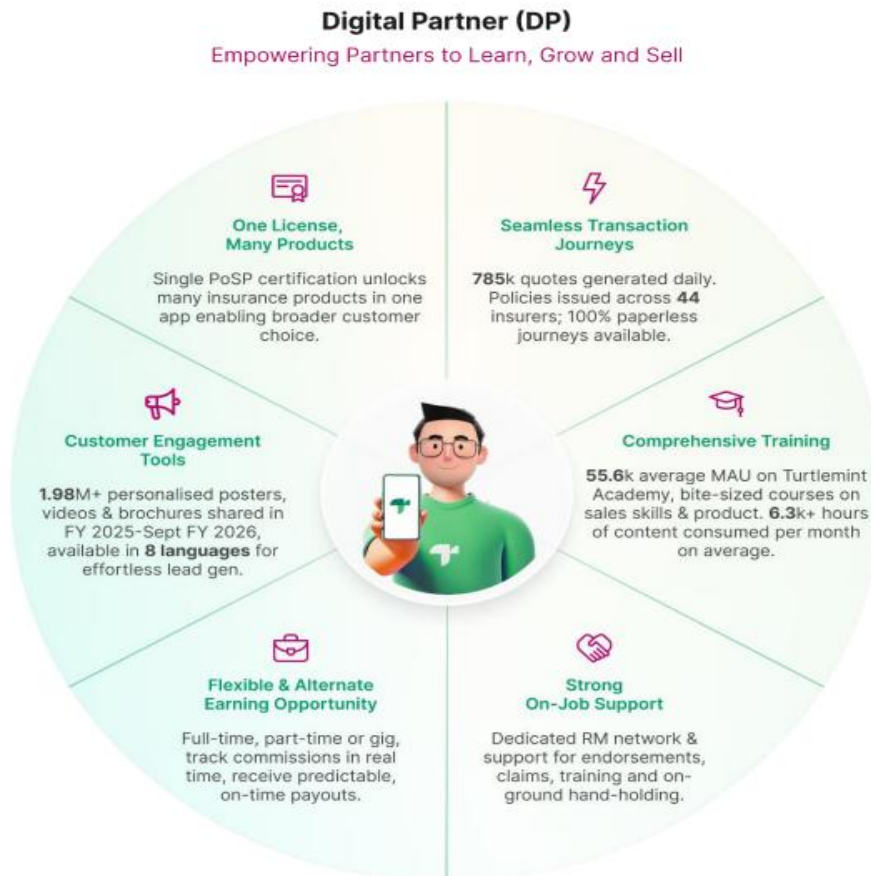 Digital Partner (DP)
Empowering Partners to Learn, Grow and Sell
One License,
Many Products
Single PoSP certification unlocks
many insurance products in one
app enabling broader customer
choice.
Seamless Transaction
Journeys
785k quotes generated daily.
Policies issued across 44
insurers; 100% paperless
journeys available.
Customer Engagement
Tools
1.98M+ personalised posters,
videos & brochures shared in
FY 2025-Sept FY 2026,
available in 8 languages for
effortless lead gen.
Comprehensive Training
55.6k average MAU on Turtlemint
Academy, bite-sized courses on
sales skills & product. 6.3k+ hours
of content consumed per month
on average.
Flexible & Alternate
Earning Opportunity
Full-time, part-time or gig,
track commissions in real
time, receive predictable,
on-time payouts.
Strong
On-Job Support
Dedicated RM network &
support for endorsements,
claims, training and on-
ground hand-holding.